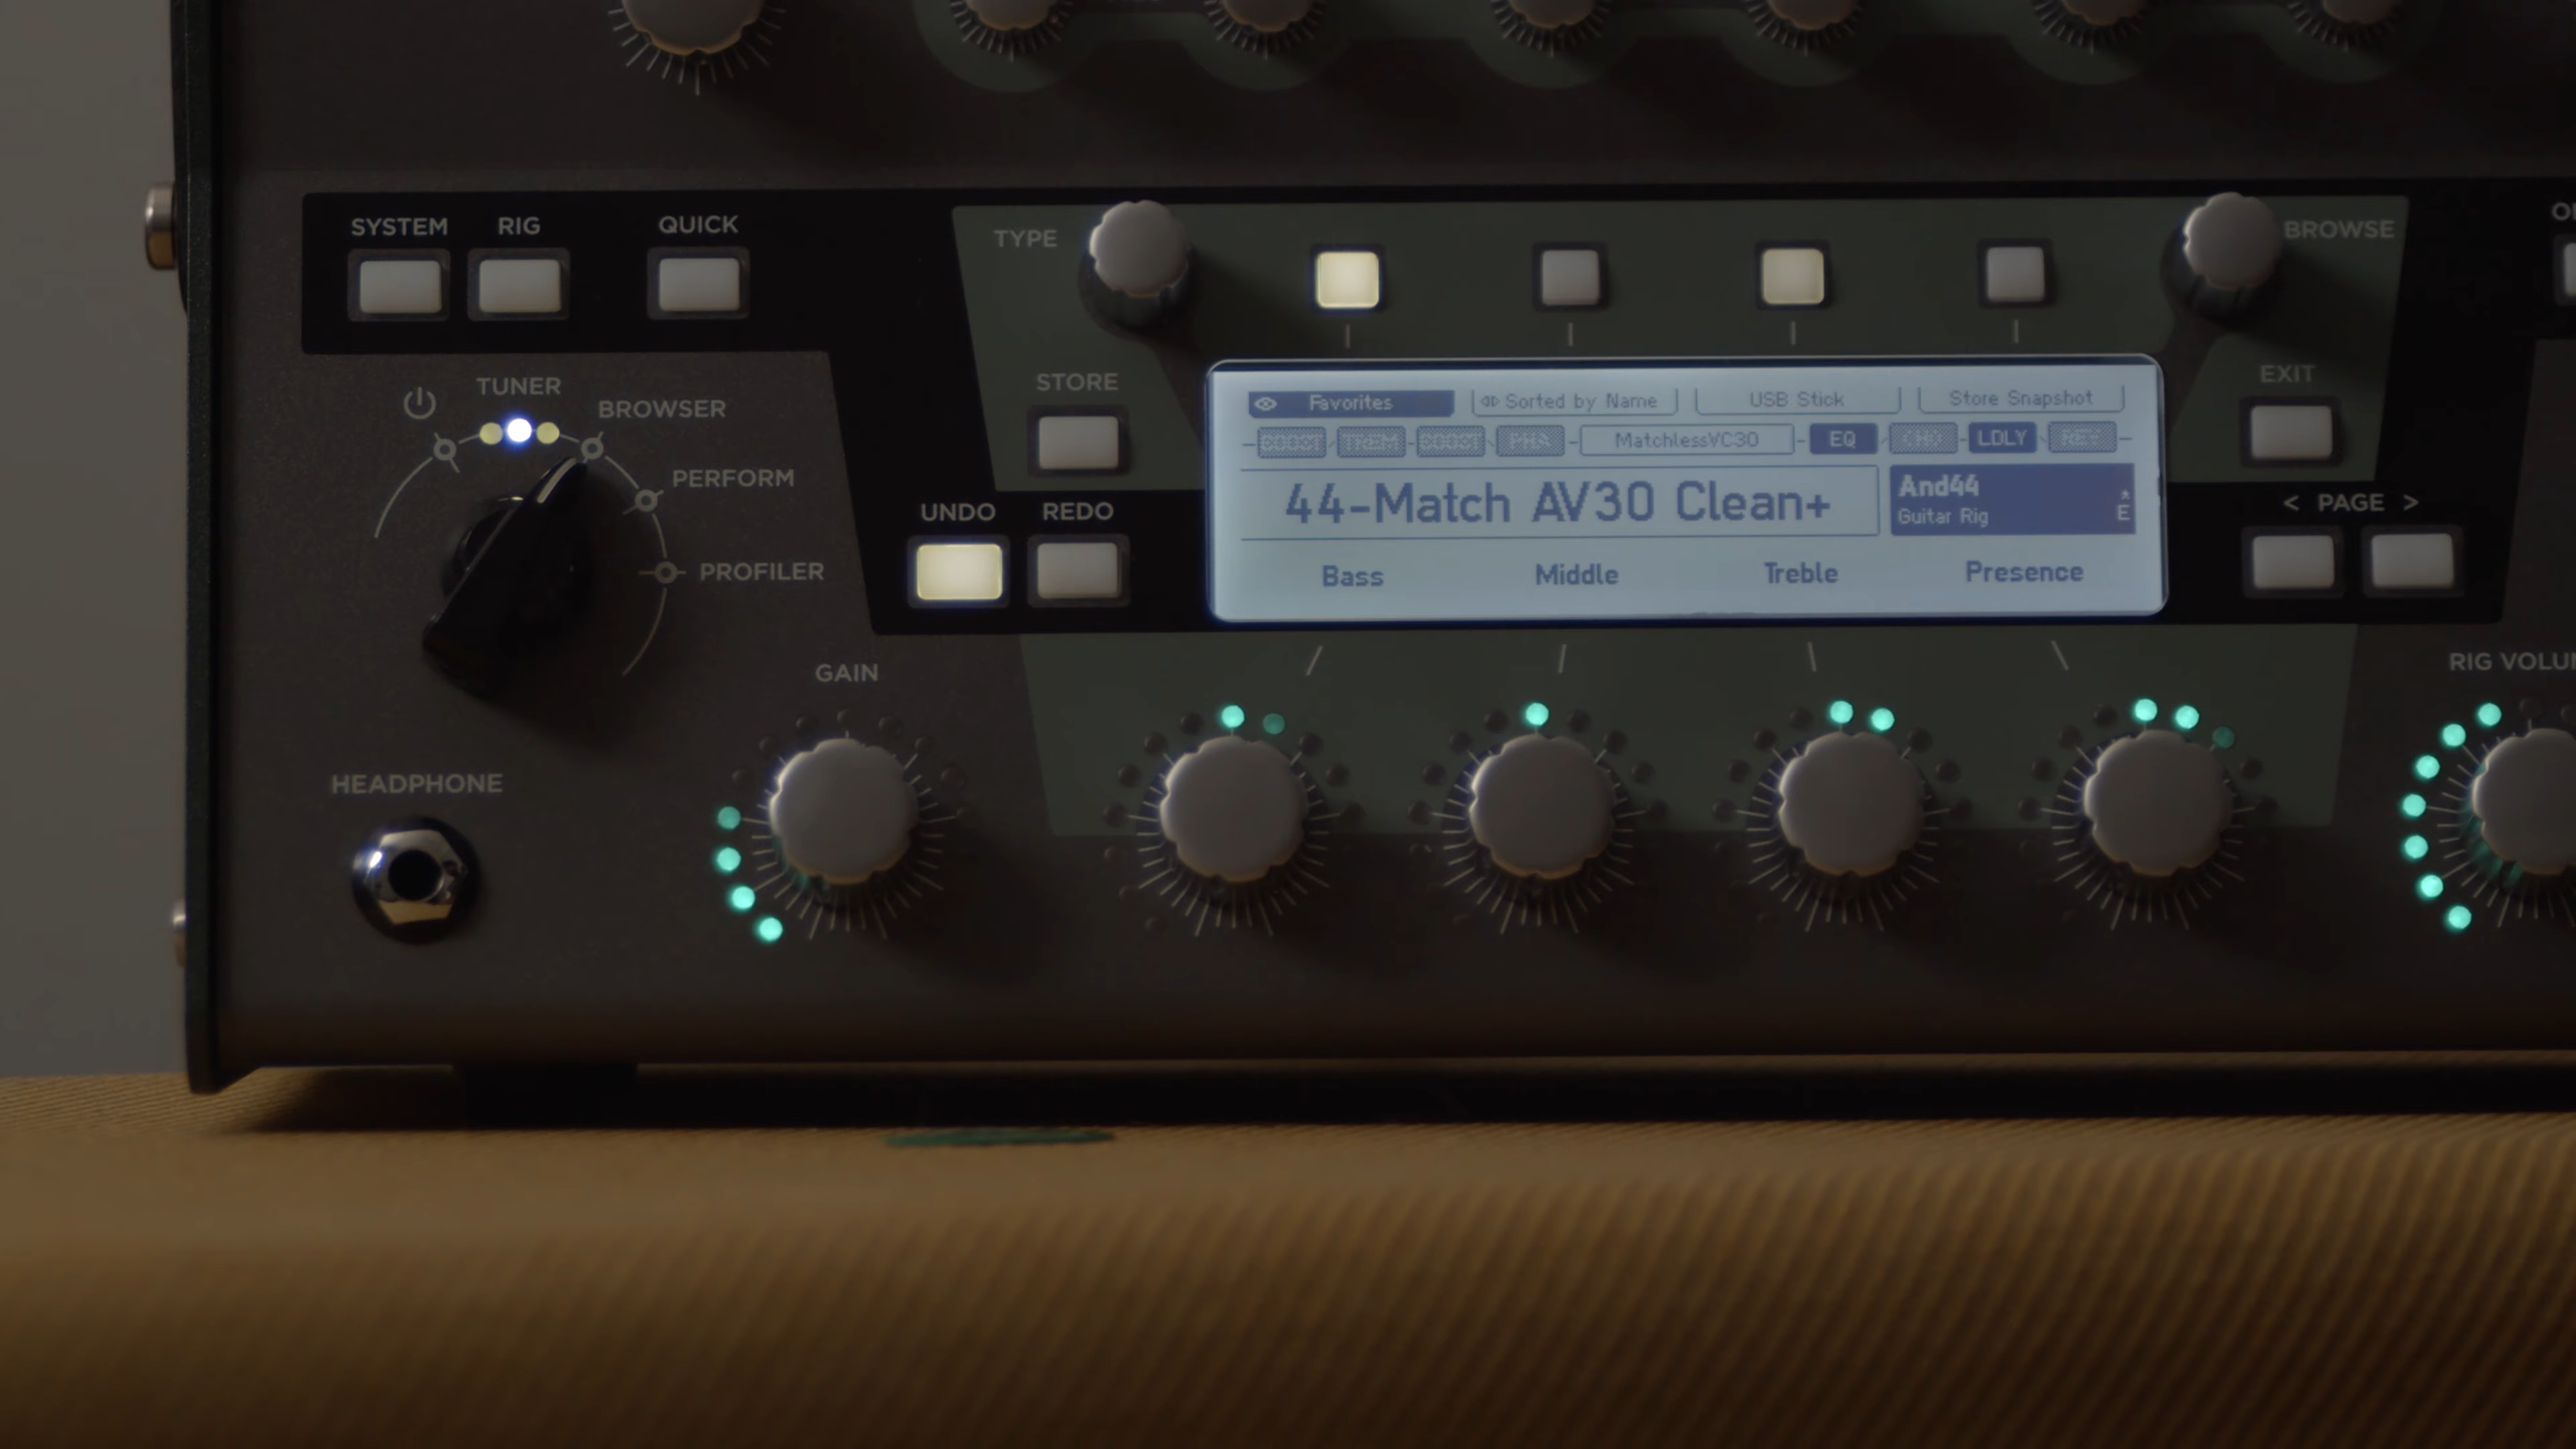 SYSTEM RIG QUICK
TYPE
BROWSE
TUNER
BROWSER
PERFORM
PROFILER
STORE
EXIT
UNDO REDO
< PAGE >
Favorites Sorted by Name USB Stick Store Snapshot
TREM MatchlessVC30 EQ LDLY
44-Match AV30 Clean+
And44
Guitar Rig
E
Bass Middle Treble Presence
GAIN
HEADPHONE
RIG